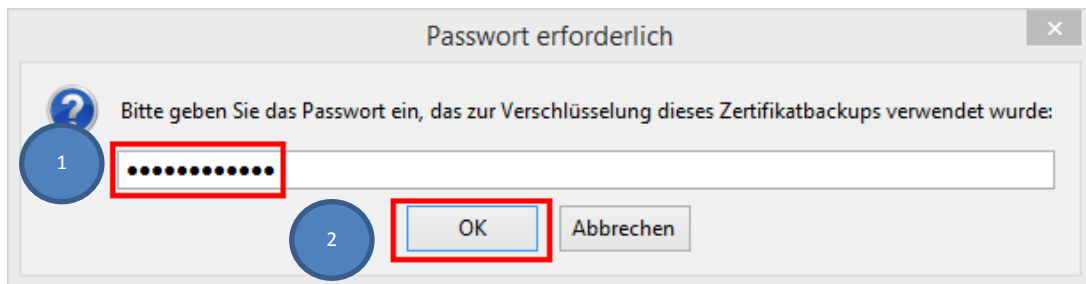 Passwort erforderlich
Bitte geben Sie das Passwort ein, das zur Verschlüsselung dieses Zertifikatbackups verwendet wurde:
1
••••••••••••
2
OK
Abbrechen